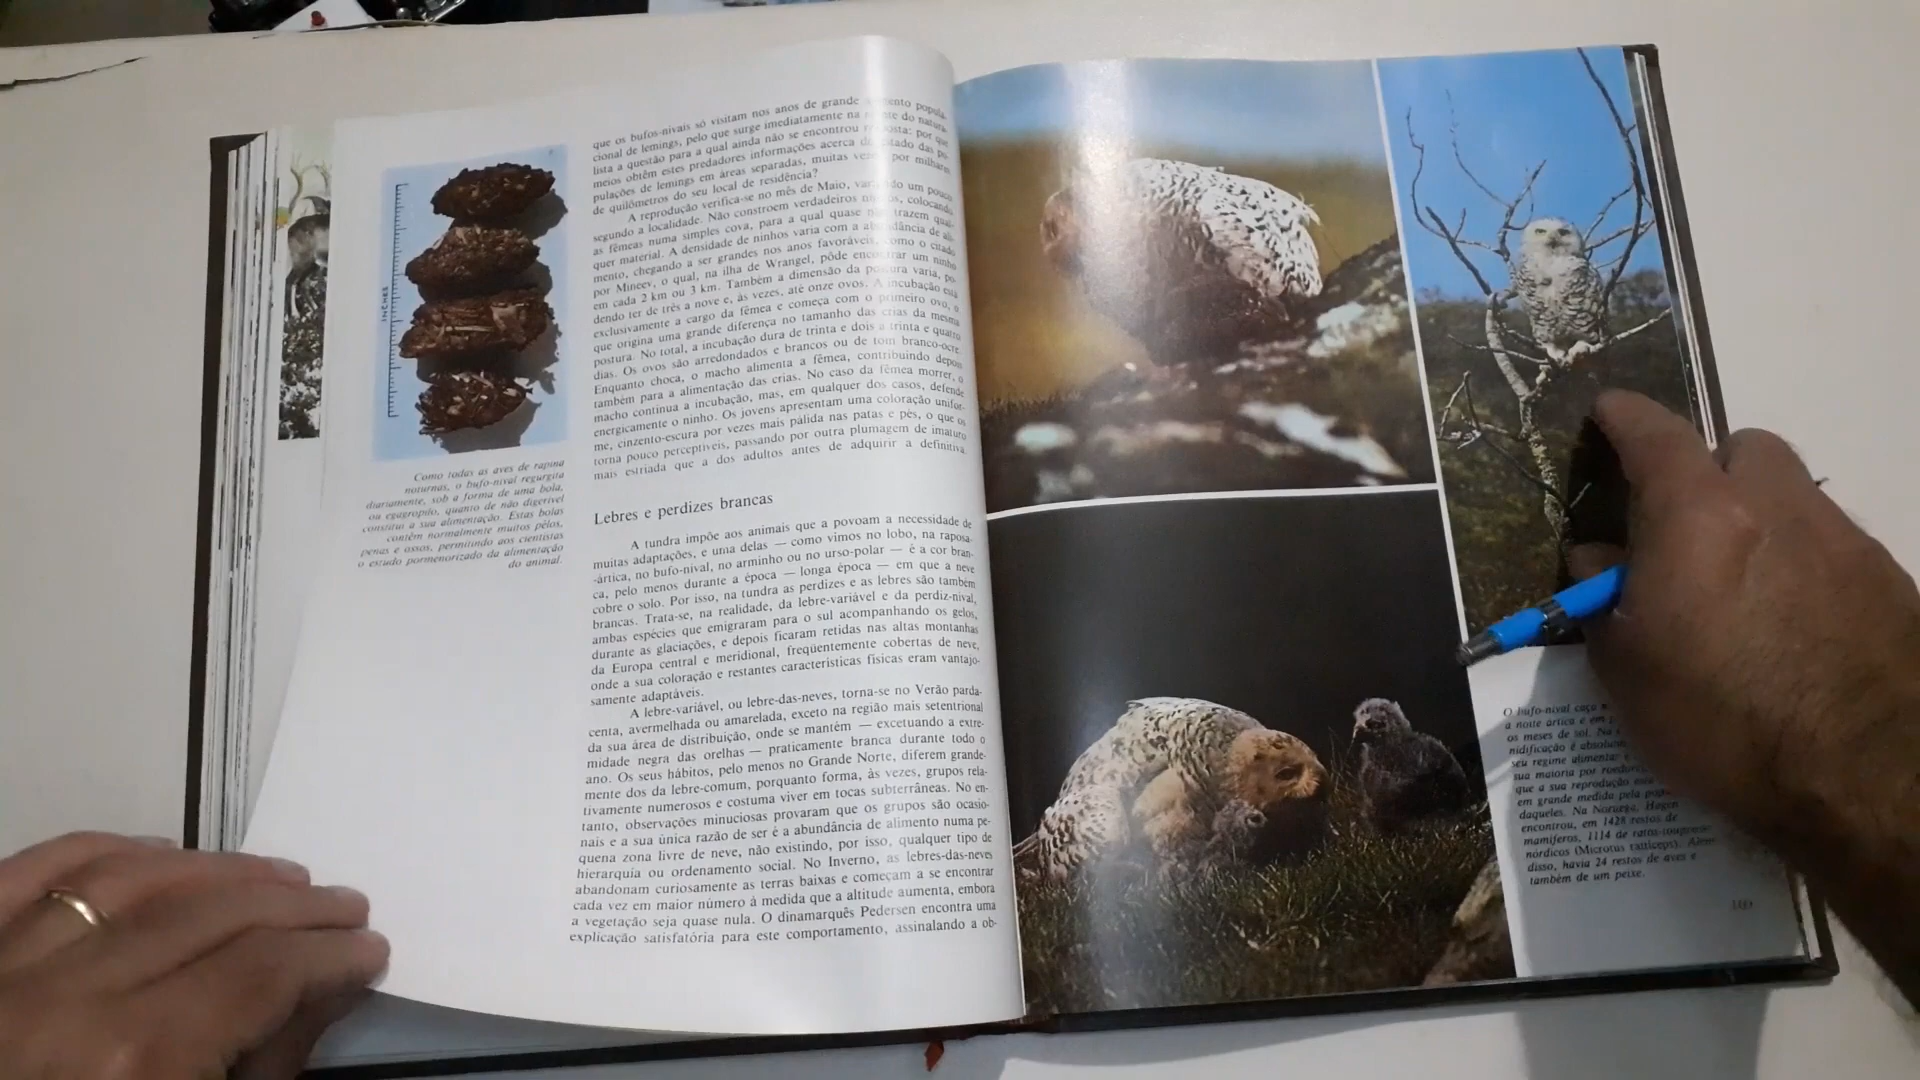 INCHES
Como todas as aves de rapina
noturnas, o bufo-nival regurgita
diariamente, sob a forma de uma bola,
ou egagropilo, quanto de não digerível
constitui a sua alimentação. Estas bolas
contêm normalmente muitos pêlos,
penas e ossos, permitindo aos cientistas
o estudo pormenorizado da alimentação
do animal.
que os bufos-nivais só visitam nos anos de grande popula-
cional de lemings, pelo que surge imediatamente na do natura-
lista a questão para a qual ainda não se encontrou por que
meios obtêm estes predadores informações acerca do estado das po-
pulações de lemings em áreas separadas, muitas vezes por milhares
de quilômetros do seu local de residência?
A reprodução verifica-se no mês de Maio, um pouco
segundo a localidade. Não constroem verdadeiros colocando
as fêmeas numa simples cova, para a qual quase trazem qual-
quer material. A densidade de ninhos varia com a abundância de ali-
mento, chegando a ser grandes nos anos favoráveis, como o citado
por Mineev, o qual, na ilha de Wrangel, pôde encontrar um ninho
em cada 2 km ou 3 km. Também a dimensão da postura varia, po-
dendo ter de três a nove e, às vezes, até onze ovos. A incubação está
exclusivamente a cargo da fêmea e começa com o primeiro ovo, o
que origina uma grande diferença no tamanho das crias da mesma
postura. No total, a incubação dura de trinta e dois a trinta e quatro
dias. Os ovos são arredondados e brancos ou de tom branco-ocre.
Enquanto choca, o macho alimenta a fêmea, contribuindo depois
também para a alimentação das crias. No caso da fêmea morrer, o
macho continua a incubação, mas, em qualquer dos casos, defende
energicamente o ninho. Os jovens apresentam uma coloração unifor-
me, cinzento-escura por vezes mais pálida nas patas e pés, o que os
torna pouco perceptíveis, passando por outra plumagem de imaturo
mais estriada que a dos adultos antes de adquirir a definitiva.
Lebres e perdizes brancas
A tundra impõe aos animais que a povoam a necessidade de
muitas adaptações, e uma delas — como vimos no lobo, na raposa-
-ártica, no bufo-nival, no arminho ou no urso-polar — é a cor bran-
ca, pelo menos durante a época — longa época — em que a neve
cobre o solo. Por isso, na tundra as perdizes e as lebres são também
brancas. Trata-se, na realidade, da lebre-variável e da perdiz-nival,
ambas espécies que emigraram para o sul acompanhando os gelos,
durante as glaciações, e depois ficaram retidas nas altas montanhas
da Europa central e meridional, freqüentemente cobertas de neve,
onde a sua coloração e restantes características físicas eram vantajo-
samente adaptáveis.
A lebre-variável, ou lebre-das-neves, torna-se no Verão parda-
centa, avermelhada ou amarelada, exceto na região mais setentrional
da sua área de distribuição, onde se mantém — excetuando a extre-
midade negra das orelhas — praticamente branca durante todo o
ano. Os seus hábitos, pelo menos no Grande Norte, diferem grande-
mente dos da lebre-comum, porquanto forma, às vezes, grupos rela-
tivamente numerosos e costuma viver em tocas subterrâneas. No en-
tanto, observações minuciosas provaram que os grupos são ocasio-
nais e a sua única razão de ser é a abundância de alimento numa pe-
quena zona livre de neve, não existindo, por isso, qualquer tipo de
hierarquia ou ordenamento social. No Inverno, as lebres-das-neves
abandonam curiosamente as terras baixas e começam a se encontrar
cada vez em maior número à medida que a altitude aumenta, embora
a vegetação seja quase nula. O dinamarquês Pedersen encontra uma
explicação satisfatória para este comportamento, assinalando a ob-
O bufo-nival caça
a noite ártica e em
os meses de sol. Na
nidificação é
seu regime alimentar
sua maioria por
que a sua reprodução
em grande medida pela
daqueles. Na Noruega, Hagen
encontrou, em 1428 restos de
mamíferos, 1114 de
nórdicos (Microtus ratticeps). Além
disso, havia 24 restos de aves e
também de um peixe.